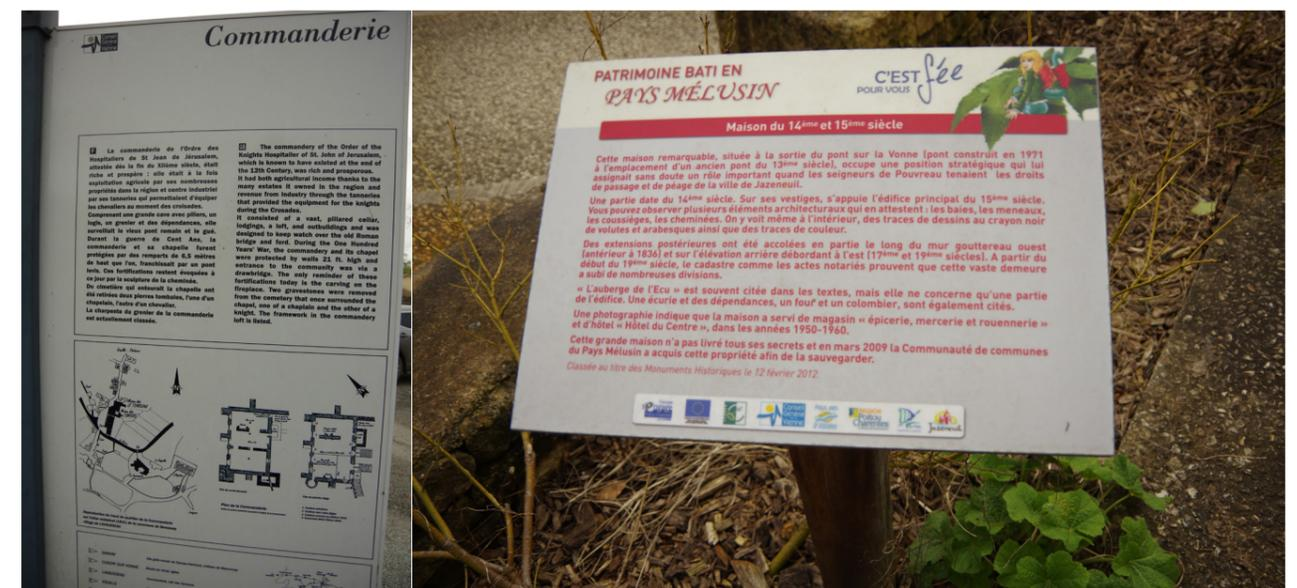 Commanderie
La commanderie de l'Ordre des
Hospitaliers de St Jean de Jérusalem,
attestée dès la fin du XIIème siècle, était
riche et prospère : elle était à la fois
exploitation agricole par ses nombreuses
propriétés dans la région et centre industriel
par ses tanneries qui permettaient d'équiper
les chevaliers au moment des croisades.
Comprenant une grande cave avec piliers, un
logis, un grenier et des dépendances, elle
surveillait le vieux pont romain et le gué.
Durant la guerre de Cent Ans, la
commanderie et sa chapelle furent
protégées par des remparts de 6,5 mètres
de haut que l'on, franchissait par un pont
levis. Ces fortifications restent évoquées à
ce jour par la sculpture de la cheminée.
Du cimetière qui entourait la chapelle ont
été retirées deux pierres tombales, l'une d'un
chapelain, l'autre d'un chevalier.
La charpente du grenier de la commanderie
est actuellement classée.
The commandery of the Order of the
Knights Hospitaller of St. John of Jerusalem,
which is known to have existed at the end of
the 12th Century, was rich and prosperous.
It had both agricultural income thanks to the
many estates it owned in the region and
revenue from industry through the tanneries
that provided the equipment for the knights
during the Crusades.
It consisted of a vast, pillared cellar,
lodgings, a loft, and outbuildings and was
designed to keep watch over the old Roman
bridge and ford. During the One Hundred
Years' War, the commandery and its chapel
were protected by walls 21 ft. high and
entrance to the community was via a
drawbridge. The only reminder of these
fortifications today is the carving on the
fireplace. Two gravestones were removed
from the cemetery that once surrounded the
chapel, one of a chaplain and the other of a
knight. The framework in the commandery
loft is listed.
Plan de la Commanderie
PATRIMOINE BATI EN
PAYS MÉLUSIN
C'EST fée
POUR VOUS
Maison du 14ème et 15ème siècle
Cette maison remarquable, située à la sortie du pont sur la Vonne (pont construit en 1971
à l'emplacement d'un ancien pont du 13ème siècle), occupe une position stratégique qui lui
assignait sans doute un rôle important quand les seigneurs de Pouvreau tenaient les droits
de passage et de péage de la ville de Jazeneuil.
Une partie date du 14ème siècle. Sur ses vestiges, s'appuie l'édifice principal du 15ème siècle.
Vous pouvez observer plusieurs éléments architecturaux qui en attestent : les baies, les meneaux,
les coussièges, les cheminées. On y voit même à l'intérieur, des traces de dessins au crayon noir
de volutes et arabesques ainsi que des traces de couleur.
Des extensions postérieures ont été accolées en partie le long du mur gouttereau ouest
(antérieur à 1836) et sur l'élévation arrière débordant à l'est (17ème et 19ème siècles). A partir du
début du 19ème siècle, le cadastre comme les actes notariés prouvent que cette vaste demeure
a subi de nombreuses divisions.
« L'auberge de l'Ecu » est souvent citée dans les textes, mais elle ne concerne qu'une partie
de l'édifice. Une écurie et des dépendances, un four et un colombier, sont également cités.
Une photographie indique que la maison a servi de magasin « épicerie, mercerie et rouennerie »
et d'hôtel « Hôtel du Centre », dans les années 1950-1960.
Cette grande maison n'a pas livré tous ses secrets et en mars 2009 la Communauté de communes
du Pays Mélusin a acquis cette propriété afin de la sauvegarder.
Classée au titre des Monuments Historiques le 12 février 2012.